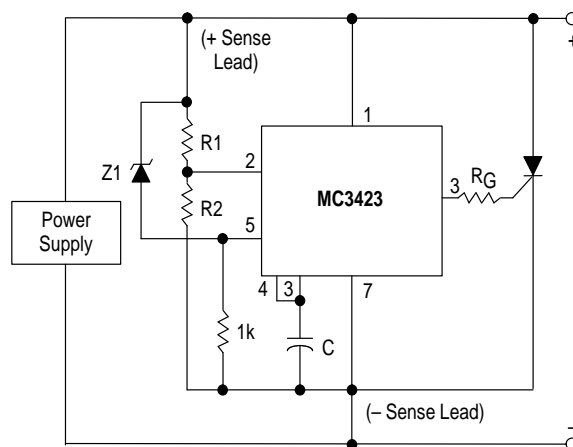 (+ Sense
Lead)
+
1
R1
2
Z1
MC3423
3
RG
R2
Power
Supply
5
4
3
7
1k
C
(– Sense Lead)
–